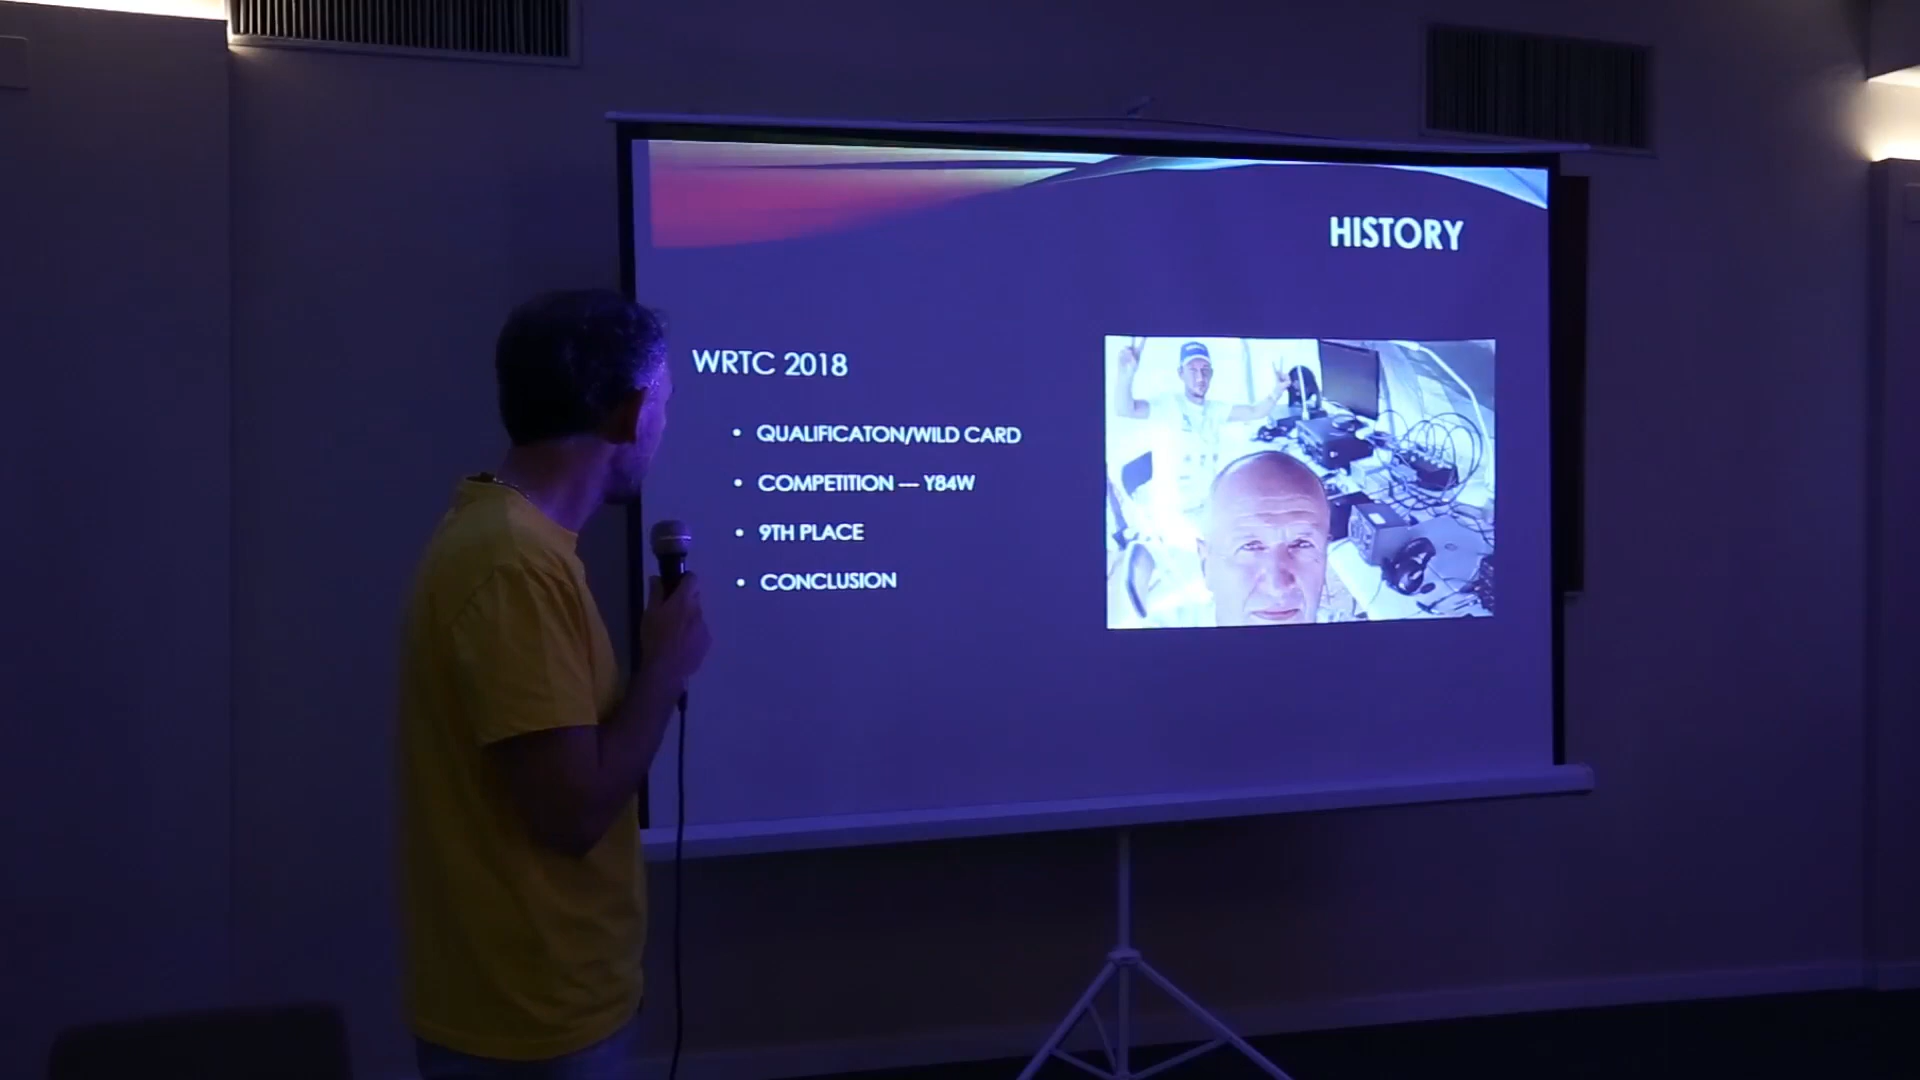 HISTORY
WRTC 2018
• QUALIFICATON/WILD CARD
• COMPETITION — Y84W
• 9TH PLACE
• CONCLUSION